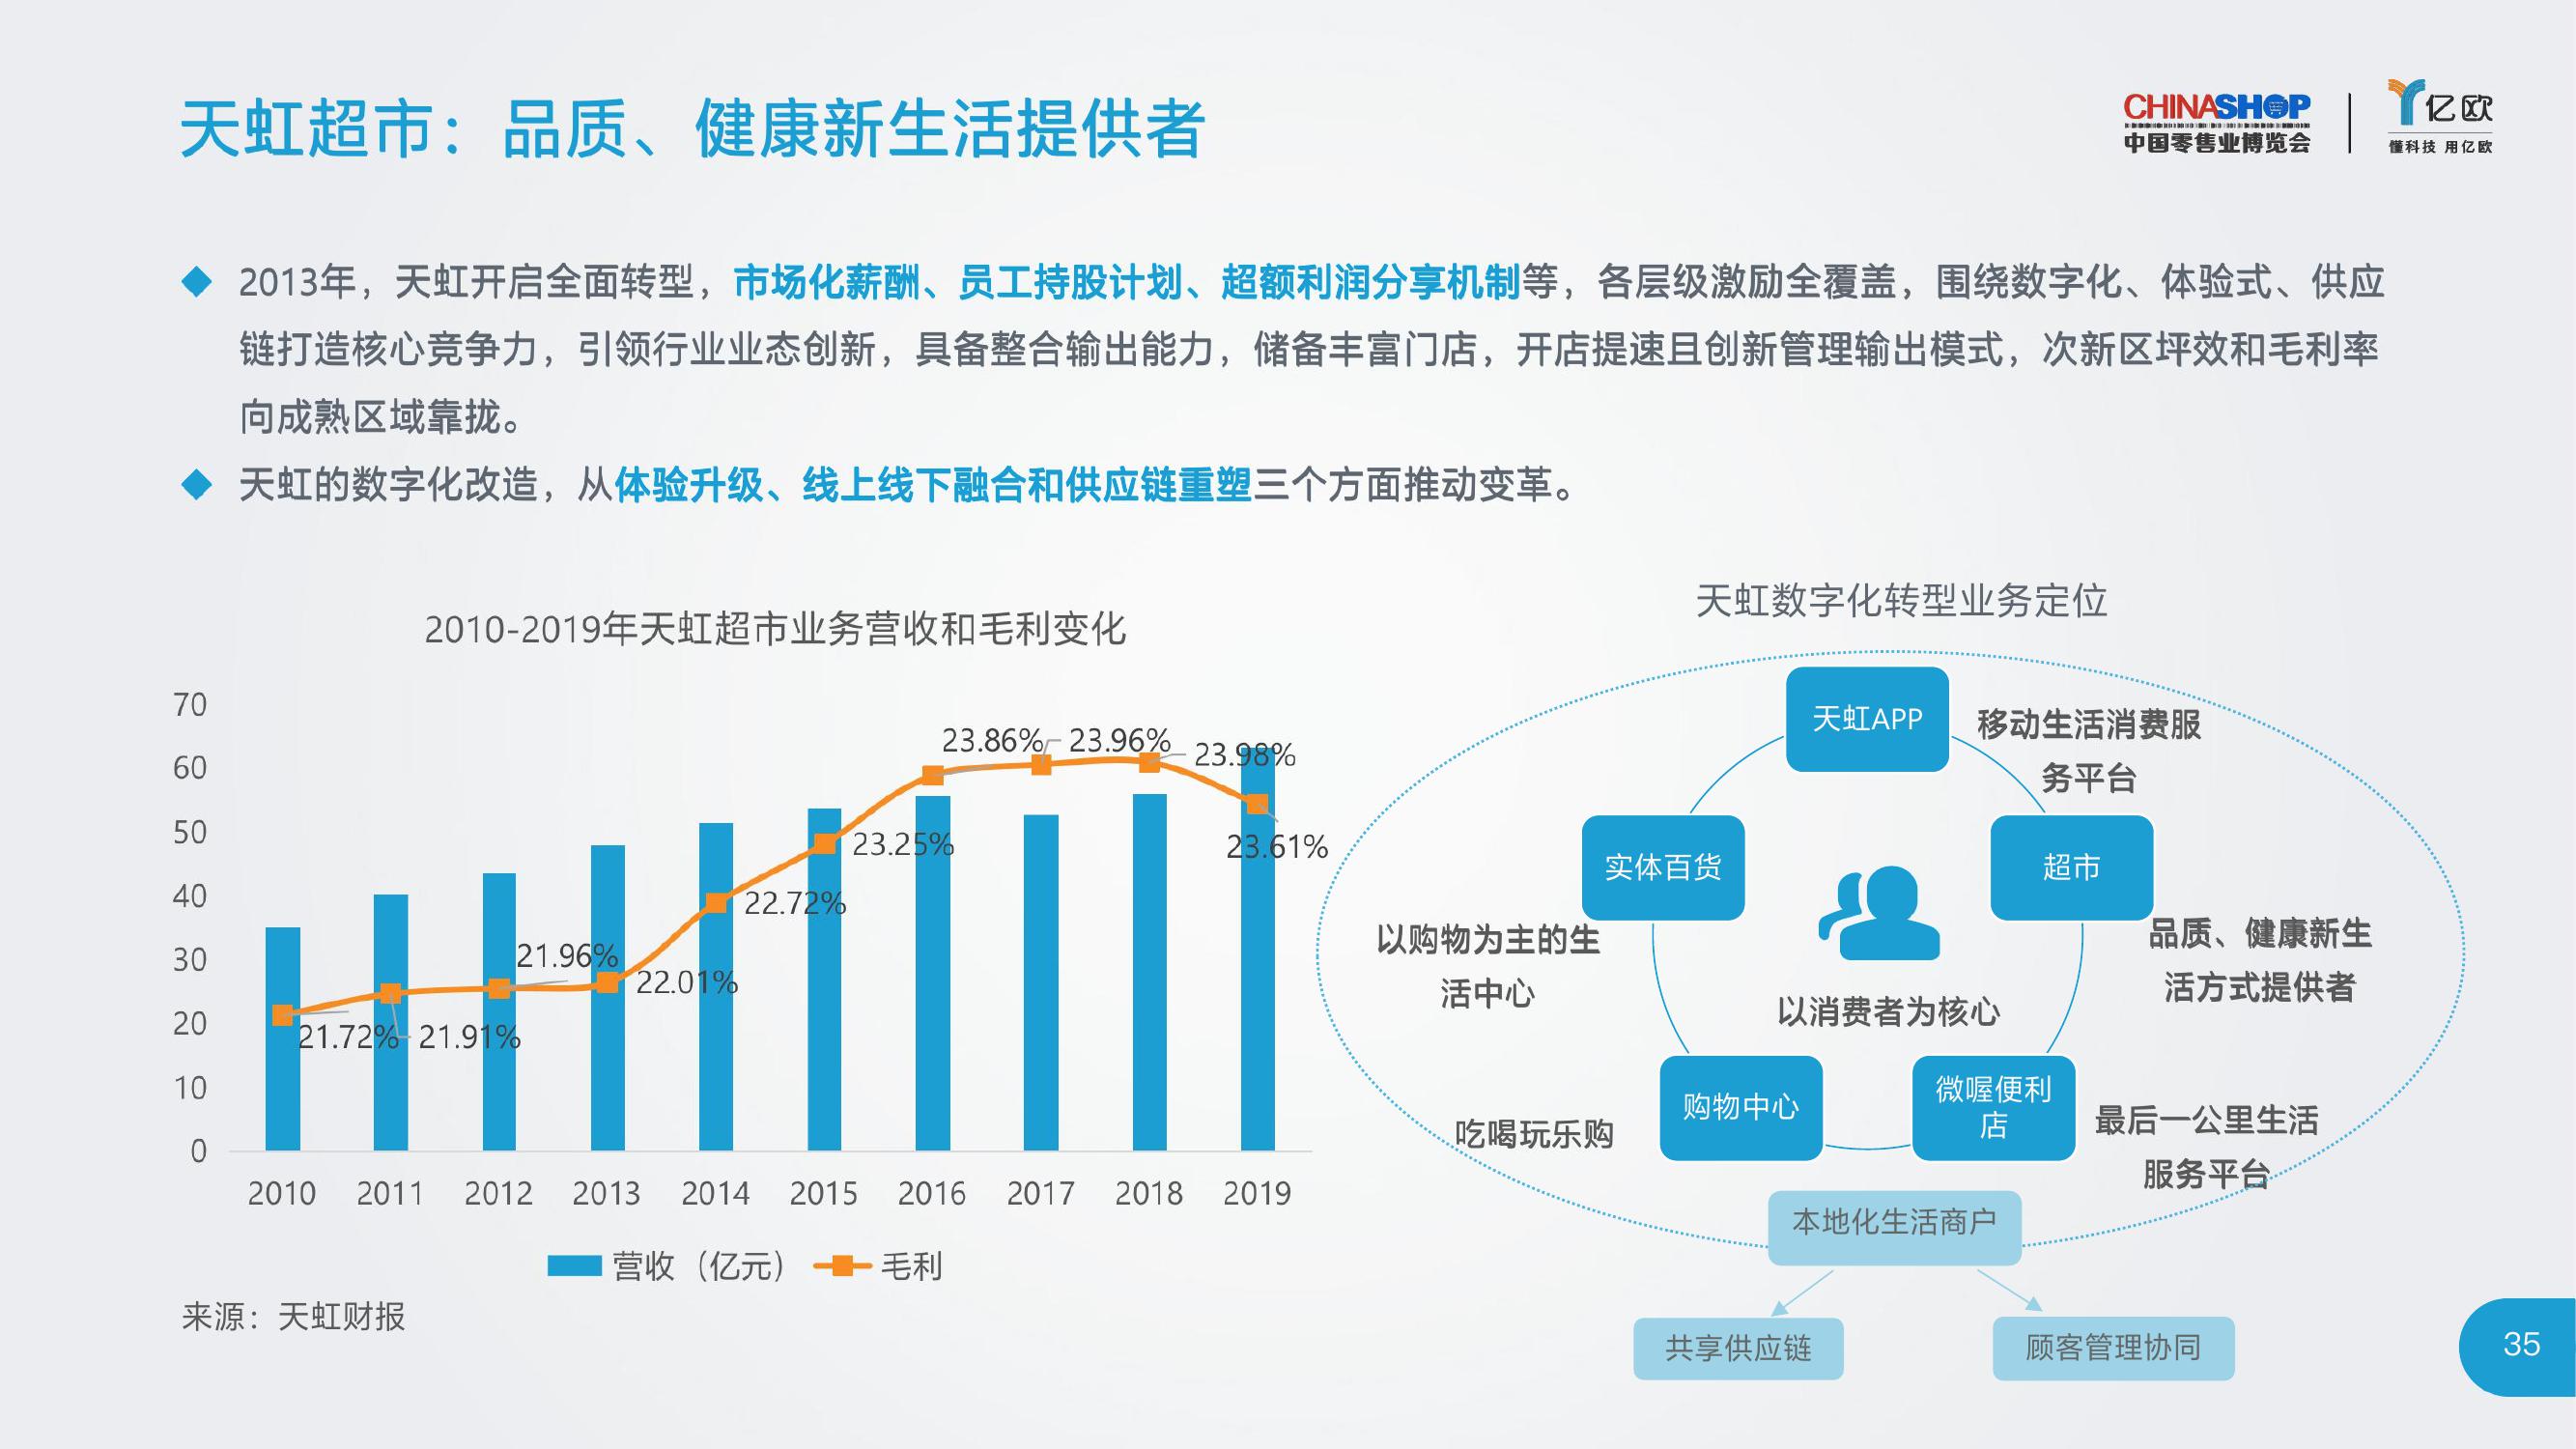 天虹超市：品质、健康新生活提供者
CHINASHOP
中国零售业博览会
亿欧
懂科技 用亿欧
◆ 2013年，天虹开启全面转型，市场化薪酬、员工持股计划、超额利润分享机制等，各层级激励全覆盖，围绕数字化、体验式、供应
链打造核心竞争力，引领行业业态创新，具备整合输出能力，储备丰富门店，开店提速且创新管理输出模式，次新区坪效和毛利率
向成熟区域靠拢。
◆ 天虹的数字化改造，从体验升级、线上线下融合和供应链重塑三个方面推动变革。
2010-2019年天虹超市业务营收和毛利变化
70
60
50
40
30
20
10
0
21.72%
21.91%
21.96%
22.01%
22.72%
23.25%
23.86%
23.96%
23.98%
23.61%
2010 2011 2012 2013 2014 2015 2016 2017 2018 2019
营收（亿元） 毛利
来源：天虹财报
天虹数字化转型业务定位
天虹APP
移动生活消费服
务平台
实体百货
以购物为主的生
活中心
超市
品质、健康新生
活方式提供者
以消费者为核心
购物中心
吃喝玩乐购
微喔便利
店
最后一公里生活
服务平台
本地化生活商户
共享供应链
顾客管理协同
35